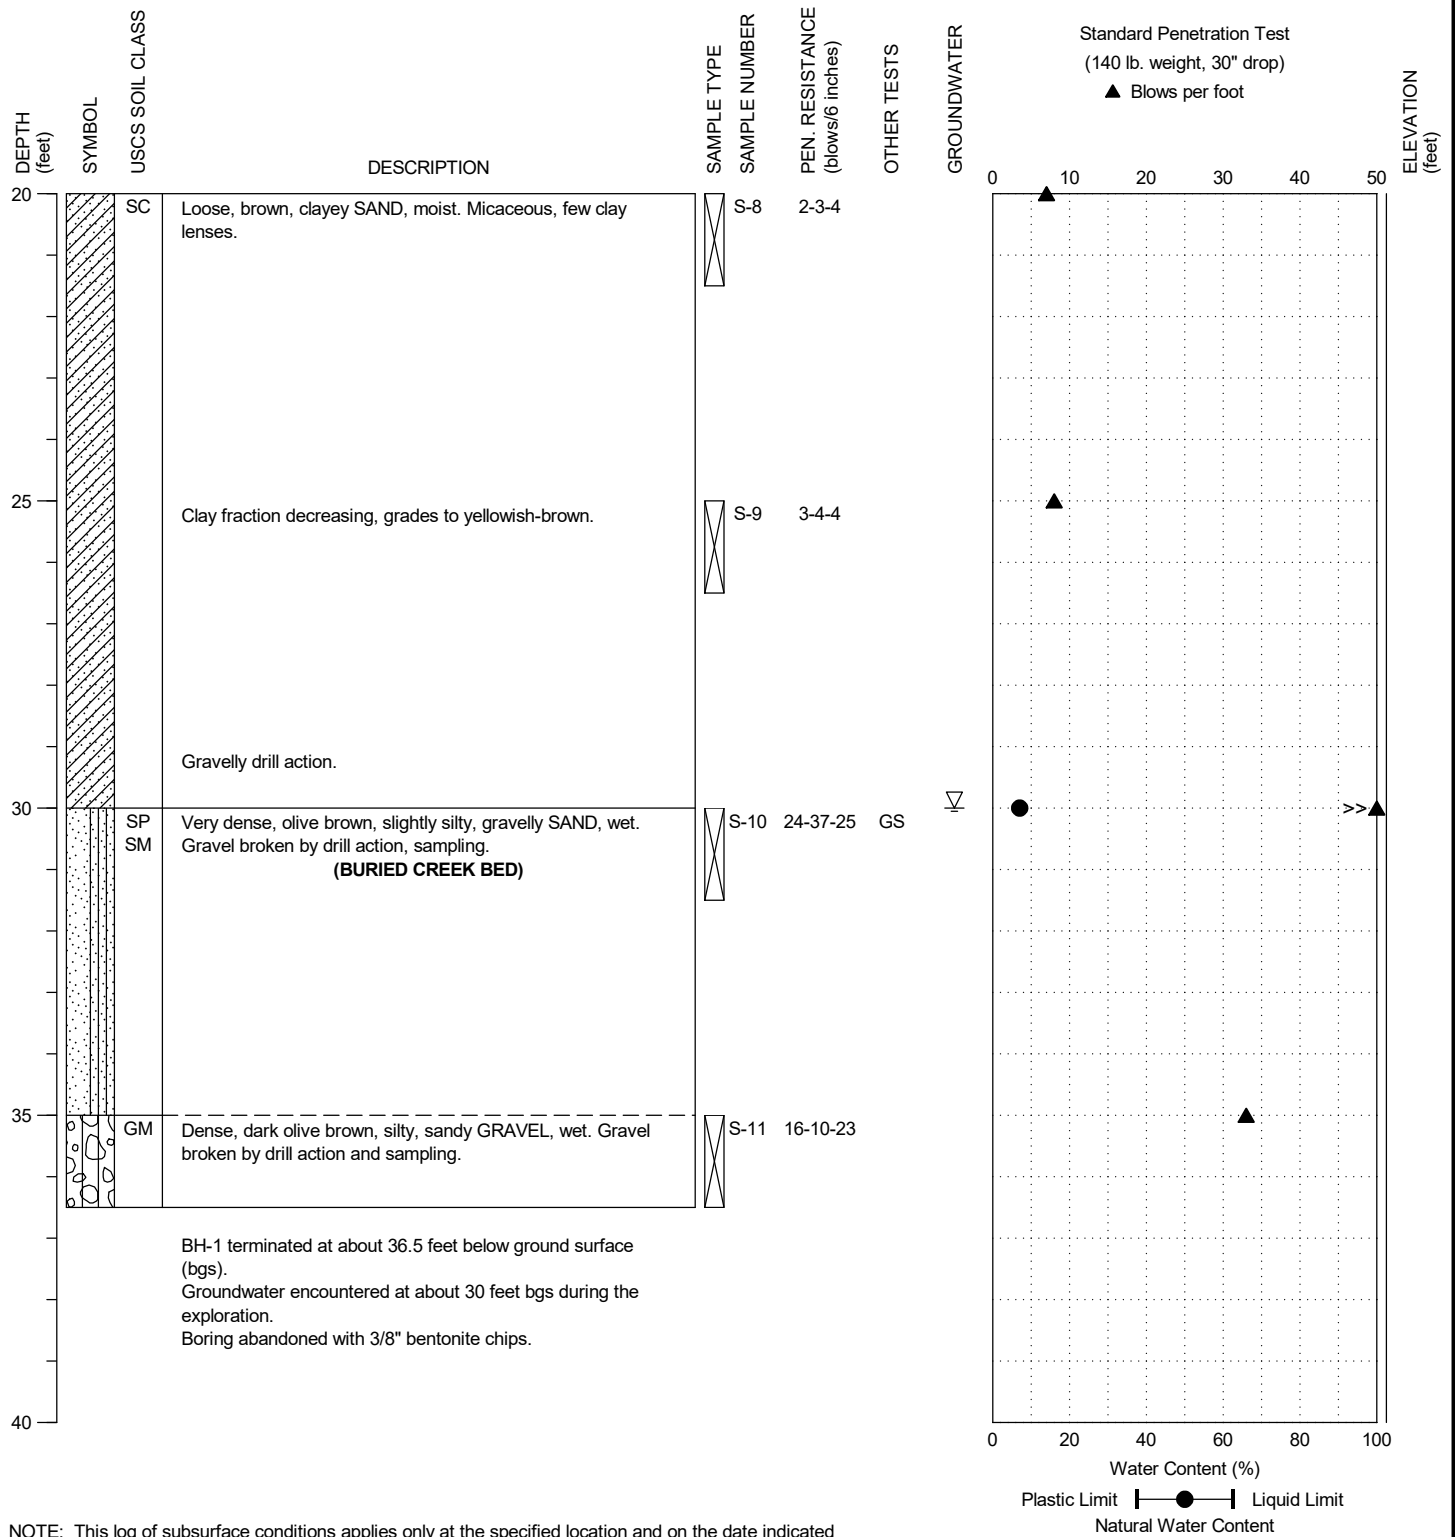 DEPTH (feet)
SYMBOL
USCS SOIL CLASS
DESCRIPTION
SAMPLE TYPE
SAMPLE NUMBER
PEN. RESISTANCE (blows/6 inches)
OTHER TESTS
GROUNDWATER
Standard Penetration Test
(140 lb. weight, 30" drop)
▲ Blows per foot
ELEVATION (feet)
0 10 20 30 40 50
20
SC Loose, brown, clayey SAND, moist. Micaceous, few clay S-8 2-3-4
lenses.
25
Clay fraction decreasing, grades to yellowish-brown. S-9 3-4-4
Gravelly drill action.
30 >>
SP Very dense, olive brown, slightly silty, gravelly SAND, wet. S-10 24-37-25 GS
SM Gravel broken by drill action, sampling.
(BURIED CREEK BED)
35
GM Dense, dark olive brown, silty, sandy GRAVEL, wet. Gravel S-11 16-10-23
broken by drill action and sampling.
BH-1 terminated at about 36.5 feet below ground surface
(bgs).
Groundwater encountered at about 30 feet bgs during the
exploration.
Boring abandoned with 3/8" bentonite chips.
40
0 20 40 60 80 100
Water Content (%)
Plastic Limit Liquid Limit
Natural Water Content
NOTE: This log of subsurface conditions applies only at the specified location and on the date indicated